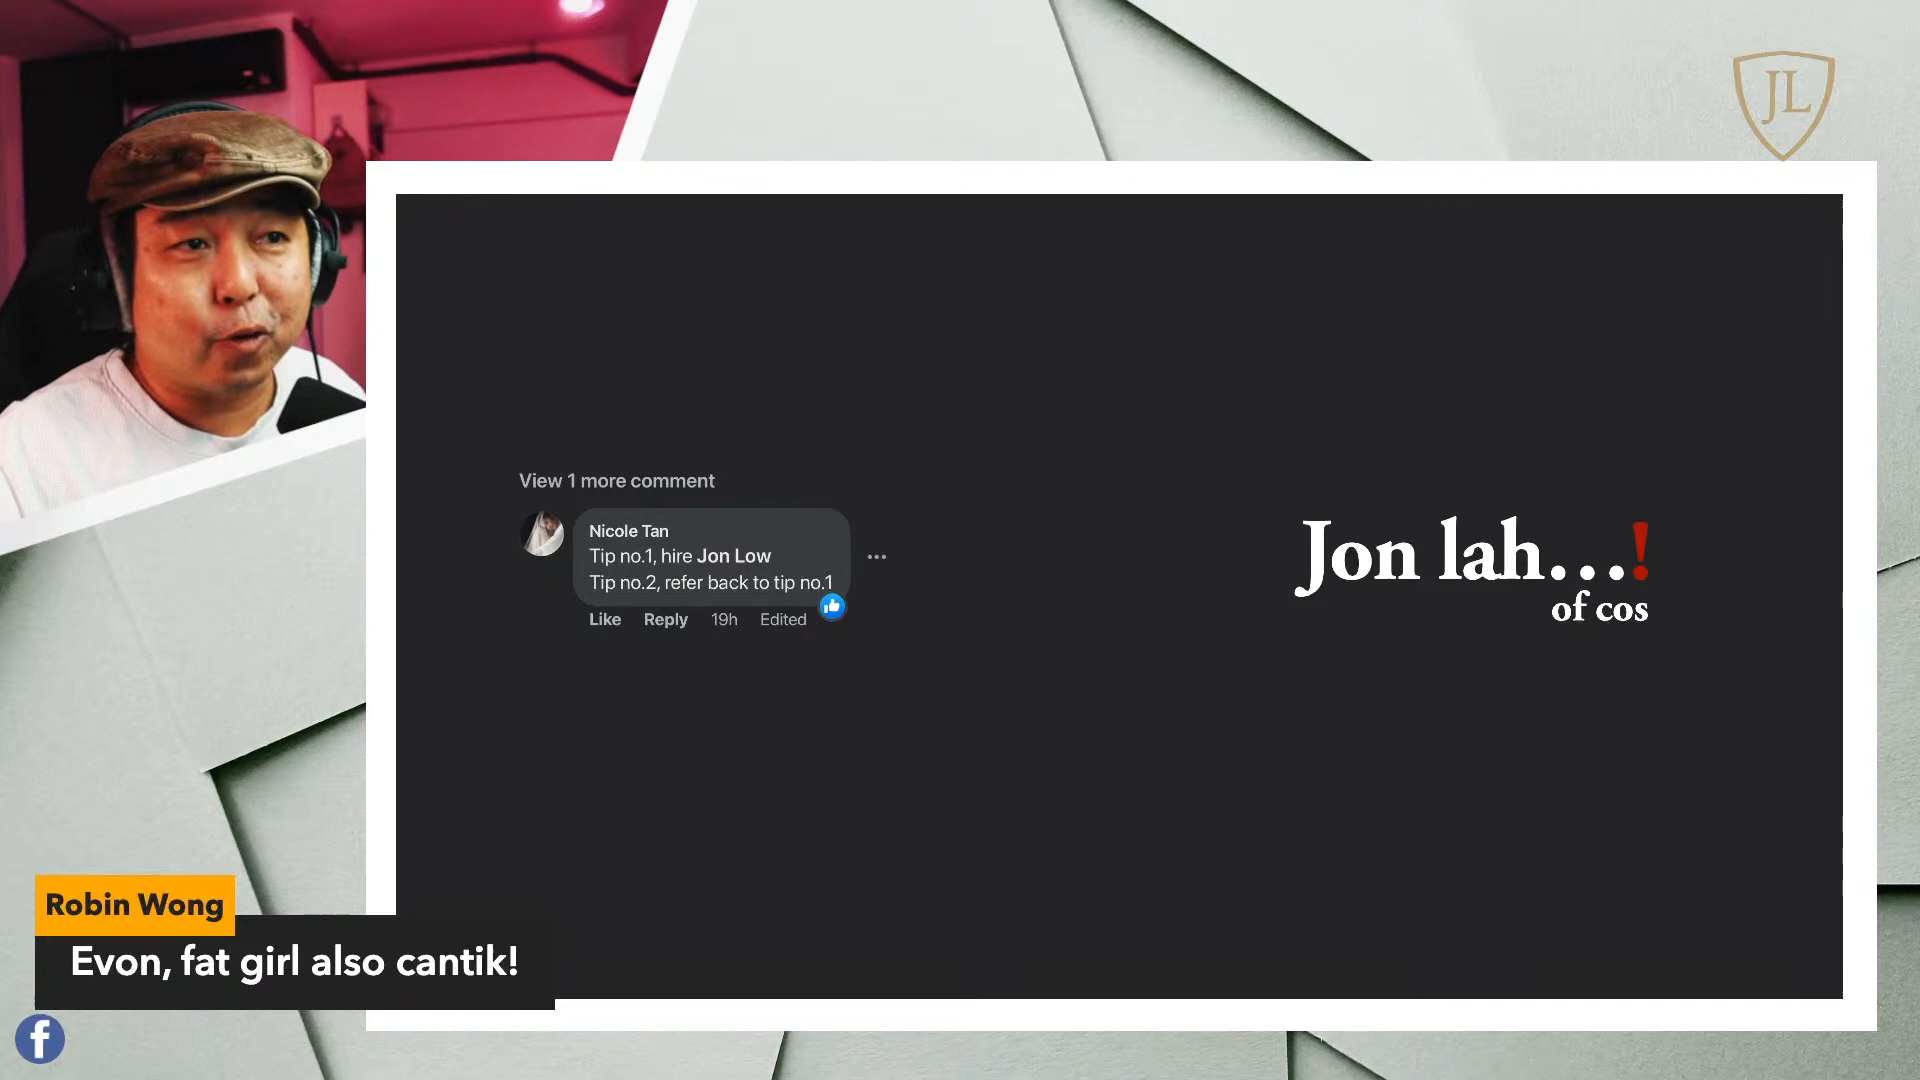 JL
View 1 more comment
Nicole Tan
Tip no.1, hire Jon Low
Tip no.2, refer back to tip no.1
Like Reply 19h Edited
Jon lah...!
of cos
Robin Wong
Evon, fat girl also cantik!
f